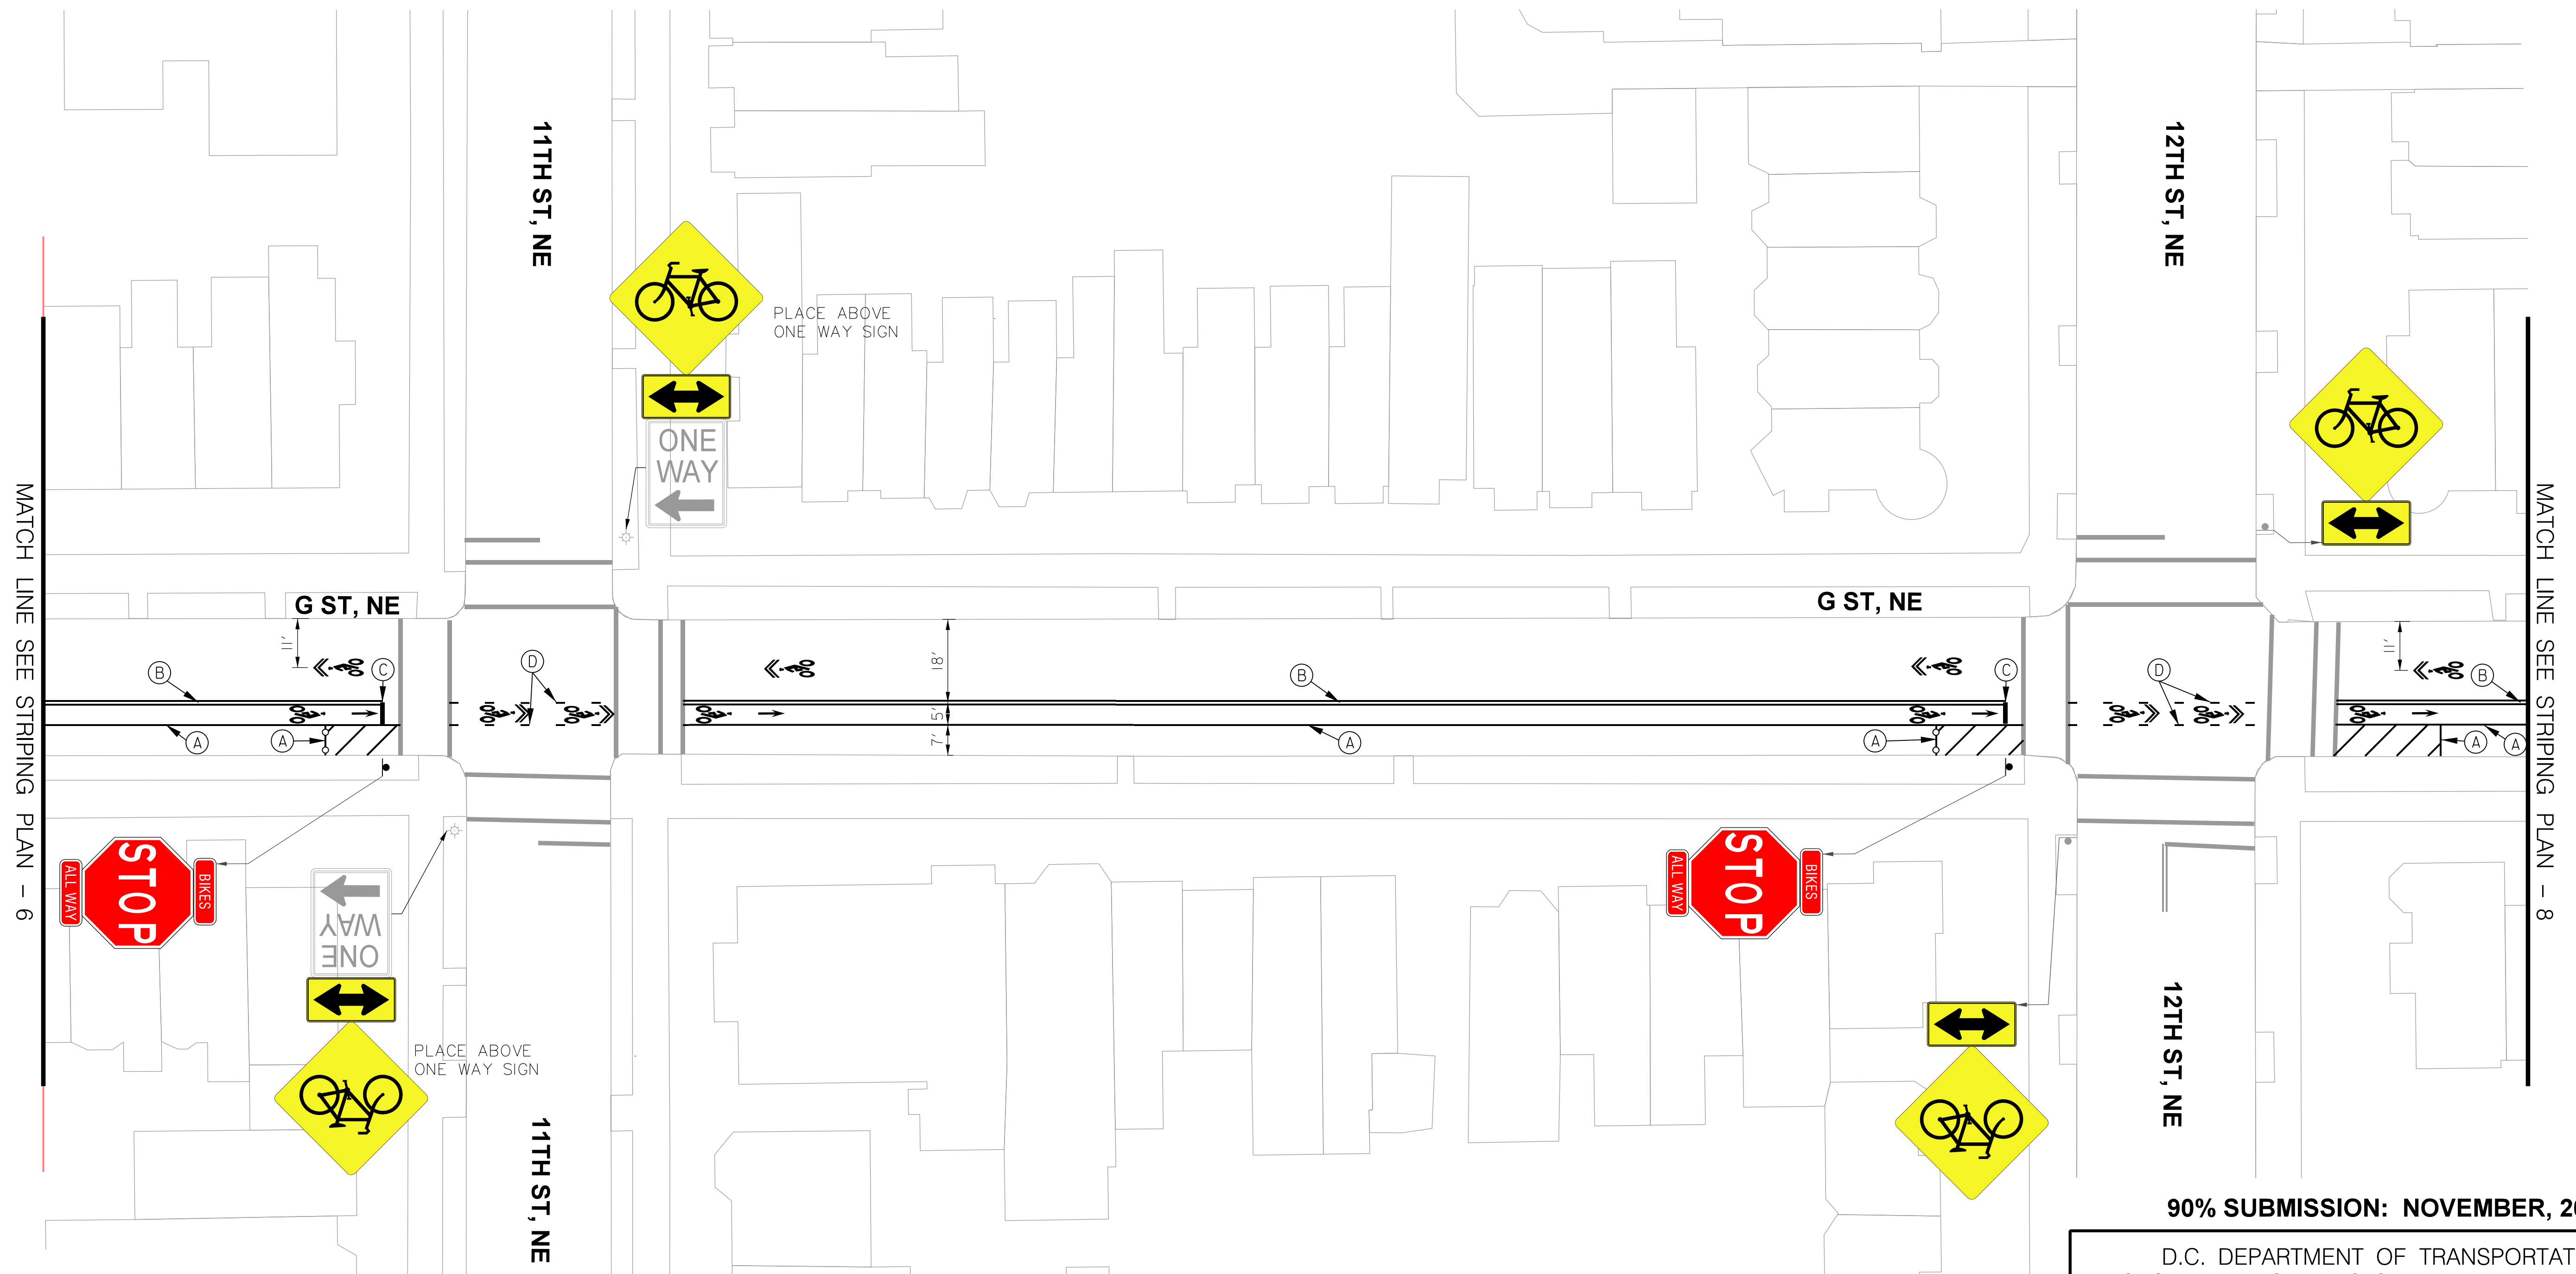 11TH ST, NE
12TH ST, NE
PLACE ABOVE
ONE WAY SIGN
ONE
WAY
MATCH LINE SEE STRIPING PLAN - 6
MATCH LINE SEE STRIPING PLAN - 8
G ST, NE
G ST, NE
11'
18'
5'
7'
11'
B
C
D
B
C
D
B
A
A
A
A
A
A
STOP
ALL WAY
BIKES
ONE
WAY
PLACE ABOVE
ONE WAY SIGN
STOP
ALL WAY
BIKES
11TH ST, NE
12TH ST, NE
90% SUBMISSION: NOVEMBER,
D.C. DEPARTMENT OF